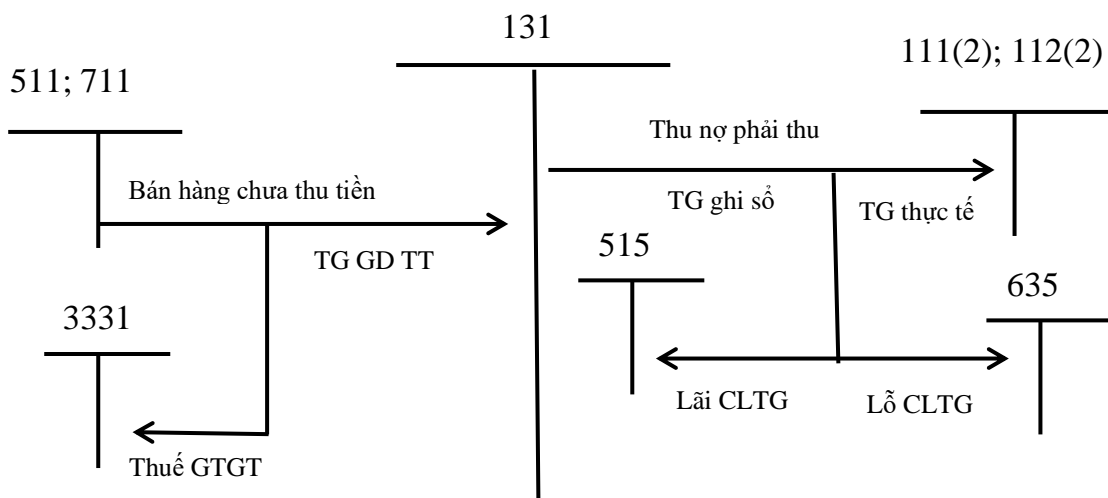 131
111(2); 112(2)
511; 711
Thu nợ phải thu
Bán hàng chưa thu tiền
TG ghi sổ
TG thực tế
TG GD TT
515
635
3331
Lãi CLTG
Lỗ CLTG
Thuế GTGT